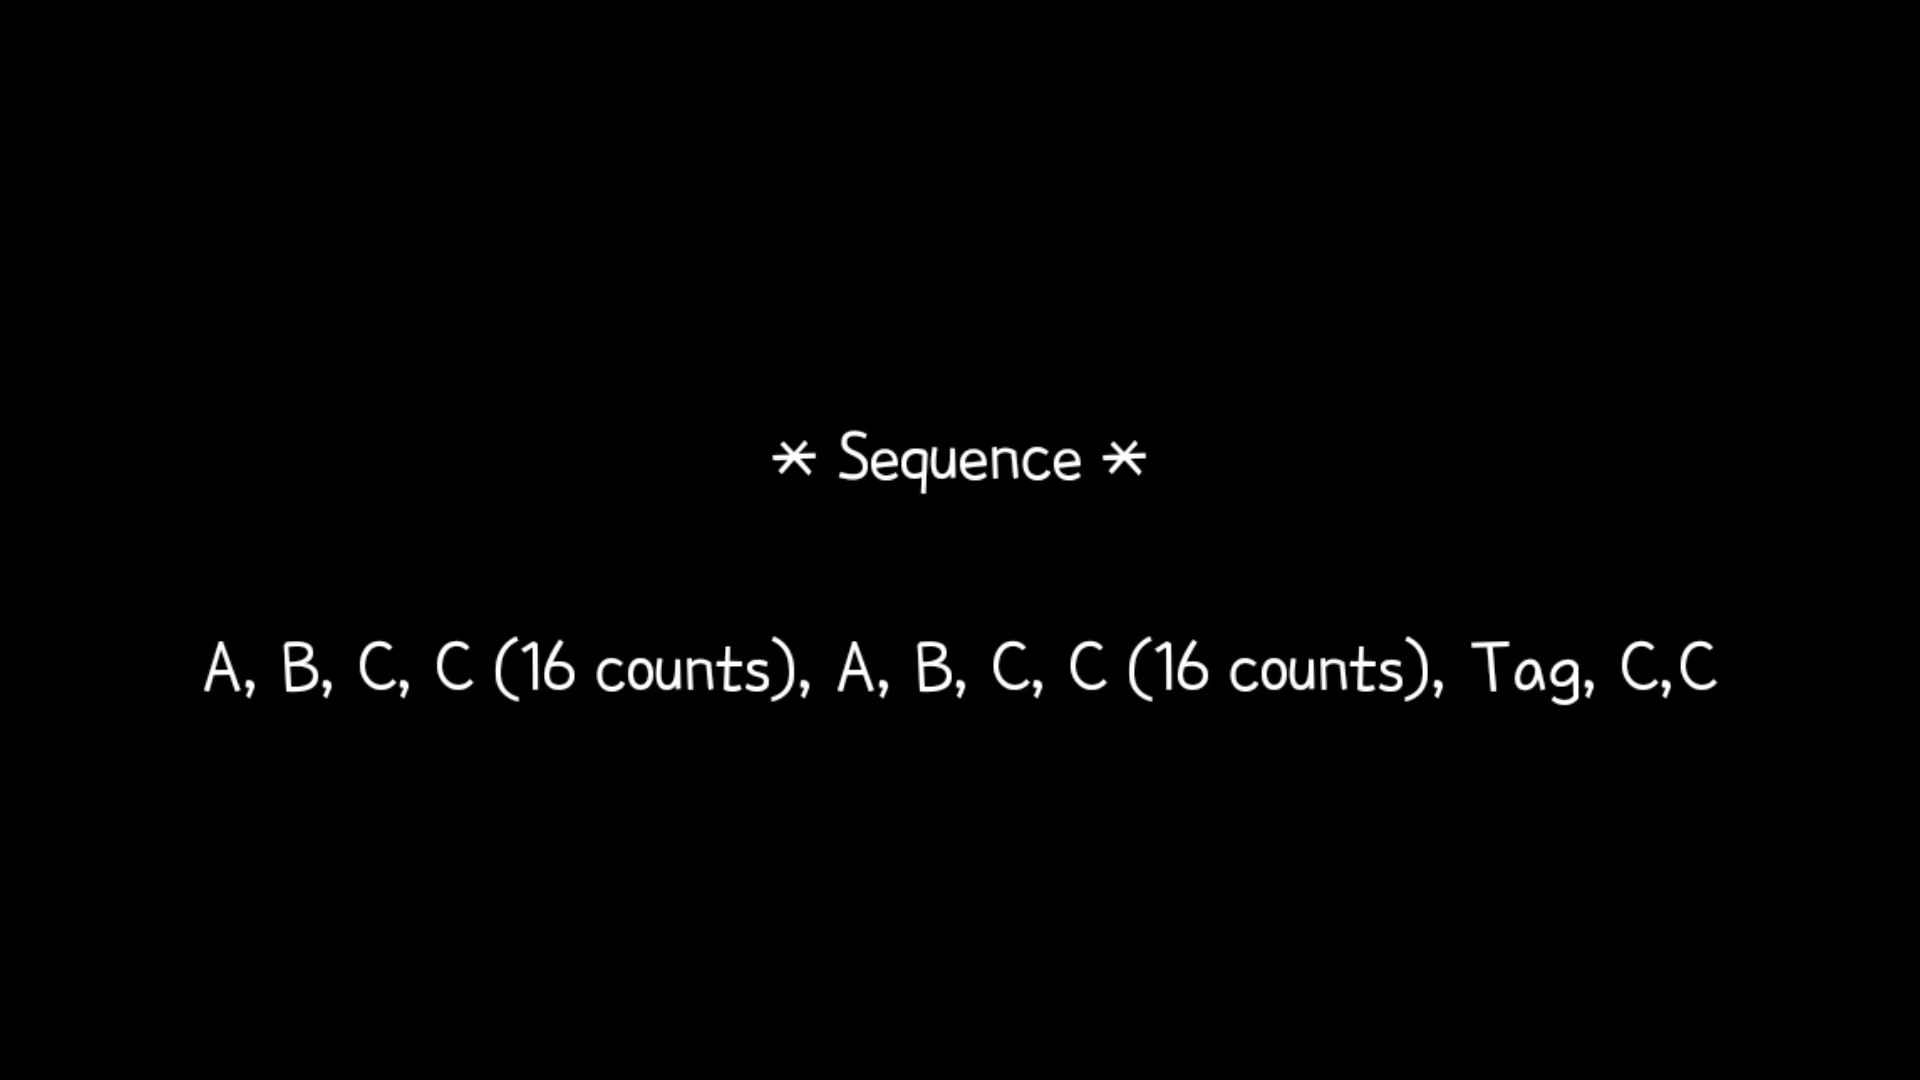 * Sequence *
A, B, C, C (16 counts), A, B, C, C (16 counts), Tag, C,C